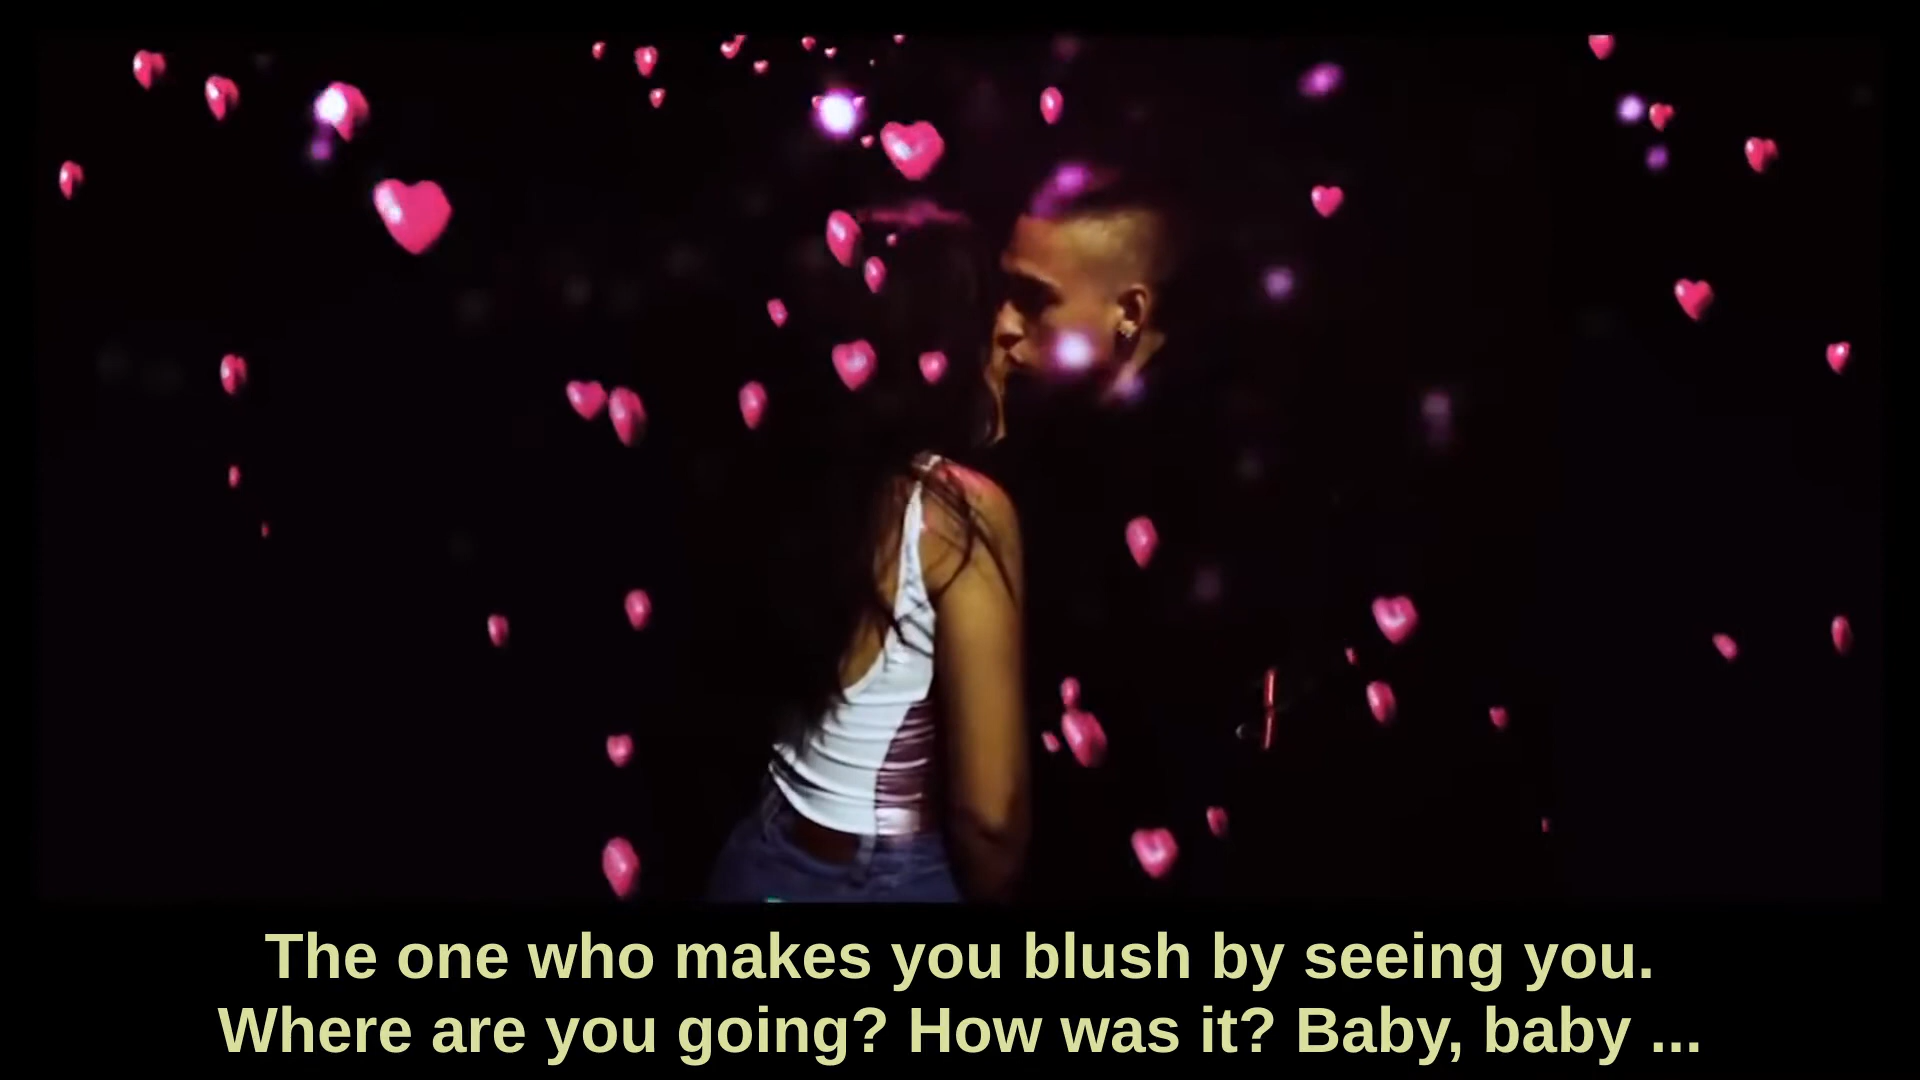 The one who makes you blush by seeing you.
Where are you going? How was it? Baby, baby ...